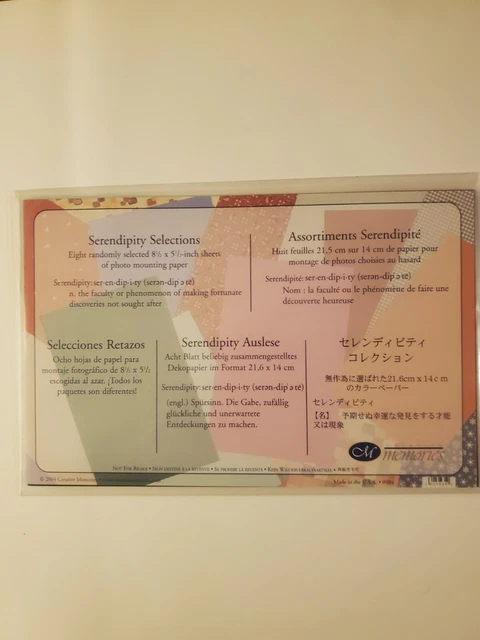 Serendipity Selections
Eight randomly selected 8½ x 5½-inch sheets
of photo mounting paper
Serendipity: ser·en·dip·i·ty (serən-dip´ə tē)
n. the faculty or phenomenon of making fortunate
discoveries not sought after
Assortiments Serendipité
Huit feuilles 21,5 cm sur 14 cm de papier pour
montage de photos choisies au hasard
Serendipité: ser·en·dip·i·ty (serən-dip´ə tē)
Nom : la faculté ou le phénomène de faire une
découverte heureuse
Selecciones Retazos
Ocho hojas de papel para
montaje fotográfico de 8½ x 5½
escogidas al azar. ¡Todos los
paquetes son diferentes!
Serendipity Auslese
Acht Blatt beliebig zusammengestelltes
Dekopapier im Format 21,6 x 14 cm
Serendipity: ser·en·dip·i·ty (serən-dip´ə tē)
(engl.) Spürsinn. Die Gabe, zufällig
glückliche und unerwartete
Entdeckungen zu machen.
セレンディピティ
コレクション
無作為に選ばれた21.6cm x 14cm
のカラーペーパー
セレンディピティ
【名】 予期せぬ幸運な発見をする才能
又は現象
M memories
Not For Resale •
© 2004 Creative Memories
Made in the U.S.A.